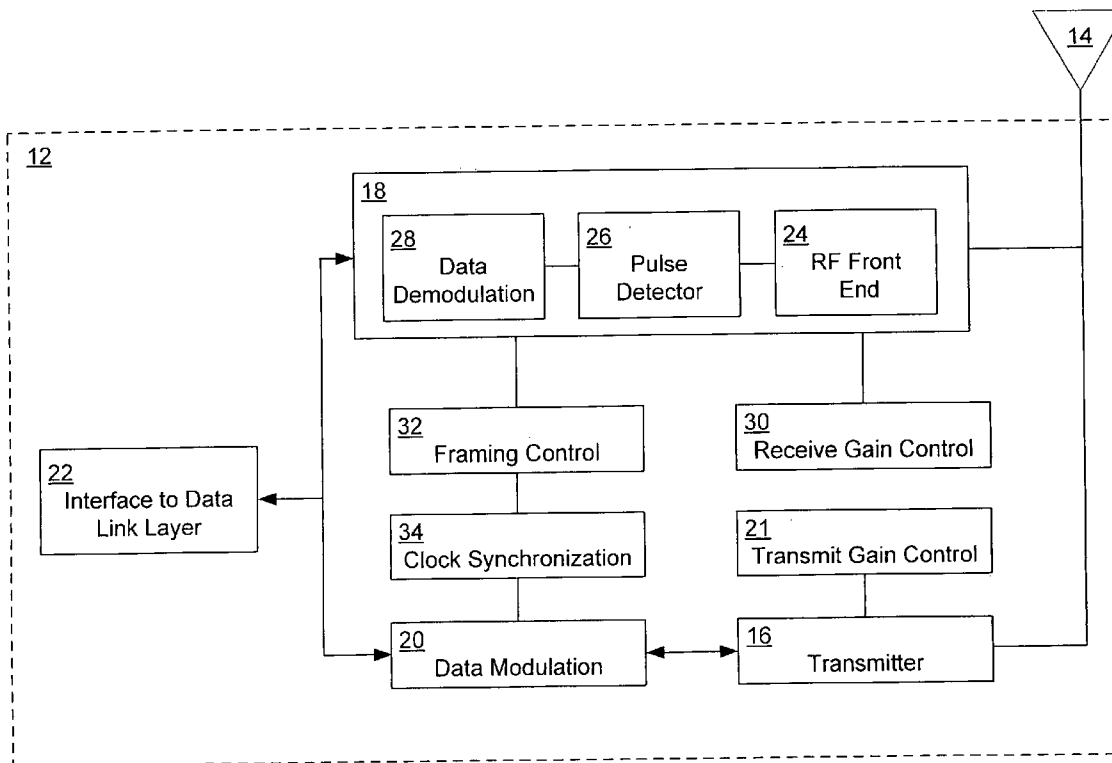 14
12
18
28
Data
Demodulation
26
Pulse
Detector
24
RF Front
End
32
Framing Control
30
Receive Gain Control
22
Interface to Data
Link Layer
34
Clock Synchronization
21
Transmit Gain Control
20
Data Modulation
16
Transmitter